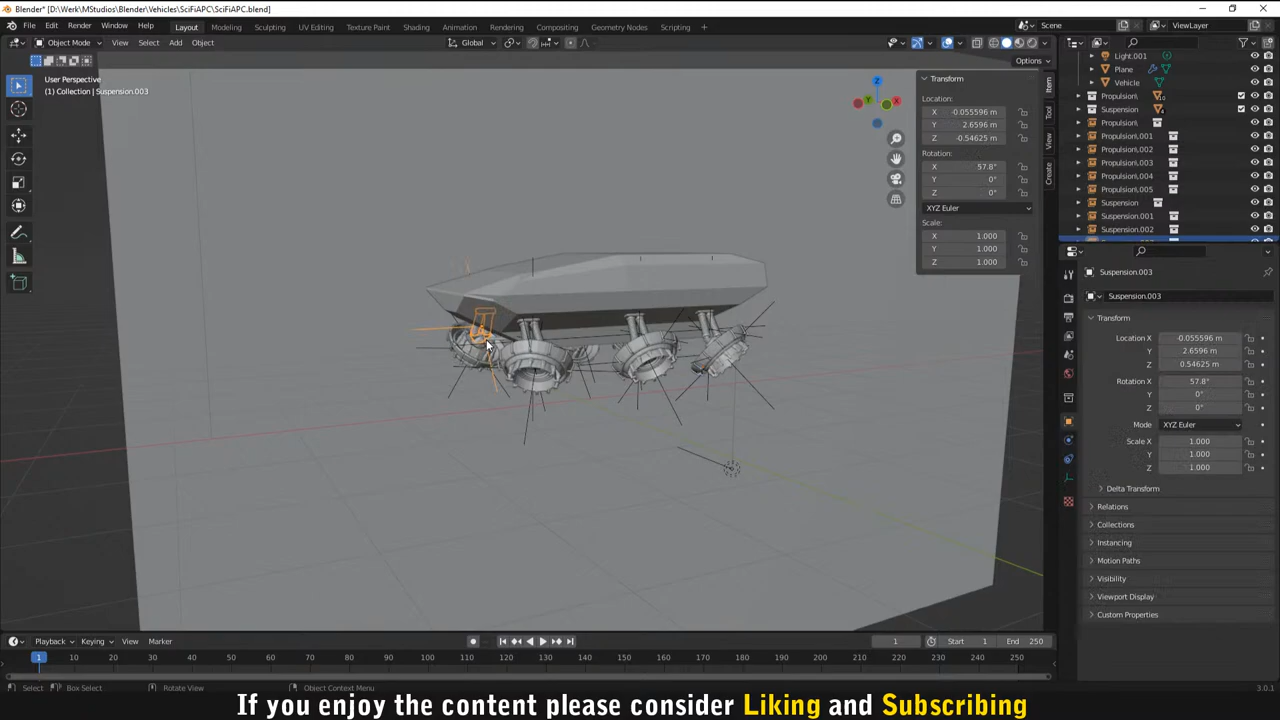 Blender* [D:\Werk\MStudios\Blender\Vehicles\SciFiAPC\SciFiAPC.blend]
File Edit Render Window Help Layout Modeling Sculpting UV Editing Texture Paint Shading Animation Rendering Compositing Geometry Nodes Scripting Scene ViewLayer
Object Mode View Select Add Object Global
Options
User Perspective
(1) Collection | Suspension.003
Transform
Location:
X -0.055596 m
Y 2.6596 m
Z -0.54625 m
Rotation:
X 57.8°
Y 0°
Z 0°
XYZ Euler
Scale:
X 1.000
Y 1.000
Z 1.000
Item
Tool
View
Create
Z
Y
X
Light.001
Plane
Vehicle
Propulsion\
Suspension
Propulsion\
Propulsion\.001
Propulsion\.002
Propulsion\.003
Propulsion\.004
Propulsion\.005
Suspension
Suspension.001
Suspension.002
Suspension.003
Suspension.003
Transform
Location X -0.055596 m
Y 2.6596 m
Z 0.54625 m
Rotation X 57.8°
Y 0°
Z 0°
Mode XYZ Euler
Scale X 1.000
Y 1.000
Z 1.000
Delta Transform
Relations
Collections
Instancing
Motion Paths
Visibility
Viewport Display
Custom Properties
Playback Keying View Marker 1 Start 1 End 250
1 10 20 30 40 50 60 70 80 90 100 110 120 130 140 150 160 170 180 190 200 210 220 230 240 250
Select Box Select Rotate View Object Context Menu 3.0.1
If you enjoy the content please consider Liking and Subscribing